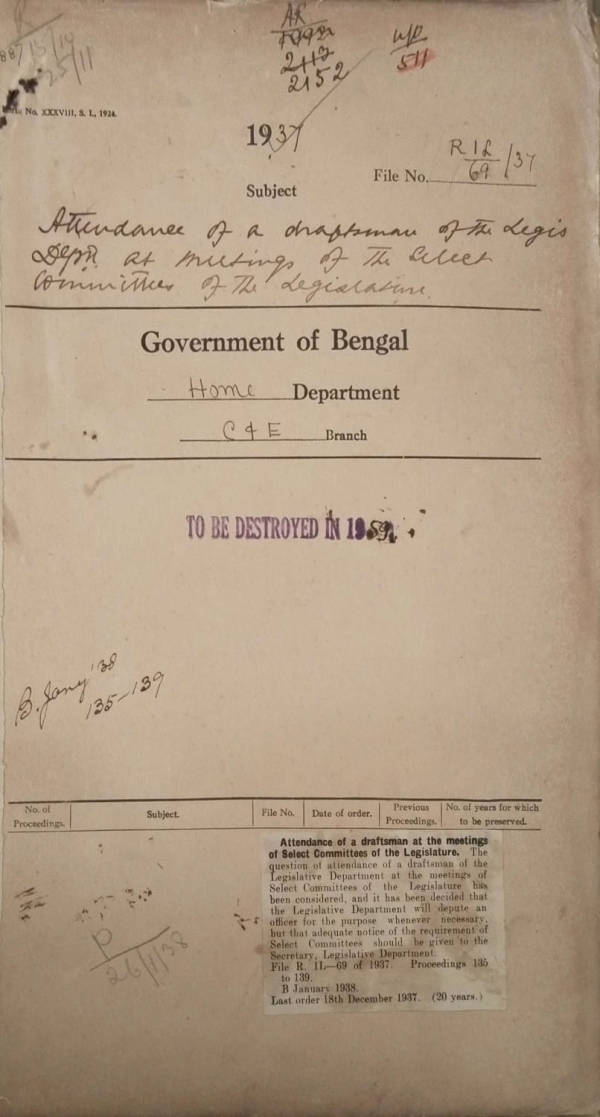 AR
2112
2152
511
No. XXXVIII, S. I., 1924.
1937
File No. R 1L/69/37
Subject
Attendance of a draftsman of the Legis
Deptt at meetings of the Select
Committees of the Legislature.
Government of Bengal
Home Department
C & E Branch
TO BE DESTROYED IN 1959
B. Jany '38
135–139
No. of Proceedings. Subject. File No. Date of order. Previous Proceedings. No. of years for which to be preserved.
Attendance of a draftsman at the meetings
of Select Committees of the Legislature. The
question of attendance of a draftsman of the
Legislative Department at the meetings of
Select Committees of the Legislature has
been considered, and it has been decided that
the Legislative Department will depute an
officer for the purpose whenever necessary,
but that adequate notice of the requirement of
Select Committees should be given to the
Secretary, Legislative Department.
File R. 1L—69 of 1937. Proceedings 135
to 139.
B January 1938.
Last order 18th December 1937. (20 years.)